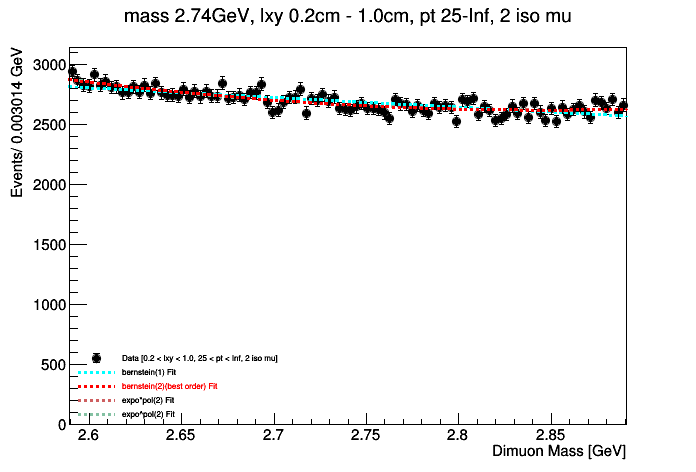 mass 2.74GeV, lxy 0.2cm - 1.0cm, pt 25-Inf, 2 iso mu
Events/ 0.003014 GeV
3000
2500
2000
1500
1000
500
0
Data [0.2 < lxy < 1.0, 25 < pt < Inf, 2 iso mu]
bernstein(1) Fit
bernstein(2)(best order) Fit
expo*pol(2) Fit
expo*pol(2) Fit
2.6
2.65
2.7
2.75
2.8
2.85
Dimuon Mass [GeV]